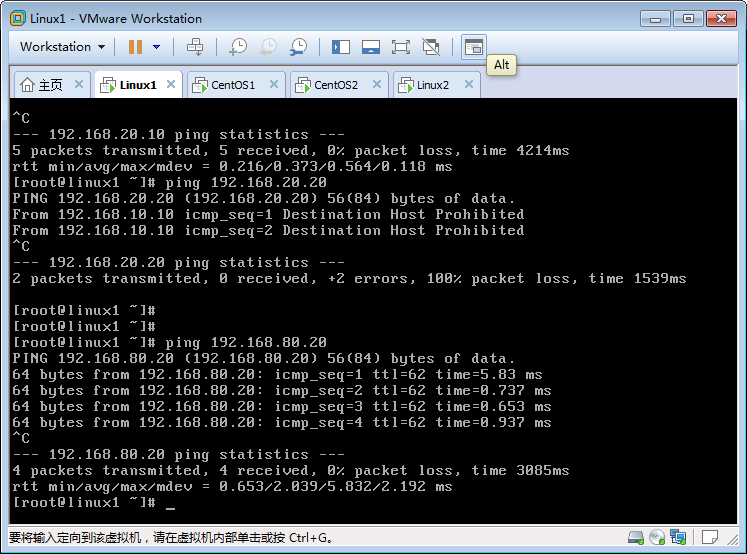 Linux1 - VMware Workstation
Workstation
Alt
主页 Linux1 CentOS1 CentOS2 Linux2
^C
--- 192.168.20.10 ping statistics ---
5 packets transmitted, 5 received, 0% packet loss, time 4214ms
rtt min/avg/max/mdev = 0.216/0.373/0.564/0.118 ms
[root@linux1 ~]# ping 192.168.20.20
PING 192.168.20.20 (192.168.20.20) 56(84) bytes of data.
From 192.168.10.10 icmp_seq=1 Destination Host Prohibited
From 192.168.10.10 icmp_seq=2 Destination Host Prohibited
^C
--- 192.168.20.20 ping statistics ---
2 packets transmitted, 0 received, +2 errors, 100% packet loss, time 1539ms
[root@linux1 ~]#
[root@linux1 ~]#
[root@linux1 ~]# ping 192.168.80.20
PING 192.168.80.20 (192.168.80.20) 56(84) bytes of data.
64 bytes from 192.168.80.20: icmp_seq=1 ttl=62 time=5.83 ms
64 bytes from 192.168.80.20: icmp_seq=2 ttl=62 time=0.737 ms
64 bytes from 192.168.80.20: icmp_seq=3 ttl=62 time=0.653 ms
64 bytes from 192.168.80.20: icmp_seq=4 ttl=62 time=0.937 ms
^C
--- 192.168.80.20 ping statistics ---
4 packets transmitted, 4 received, 0% packet loss, time 3085ms
rtt min/avg/max/mdev = 0.653/2.039/5.832/2.192 ms
[root@linux1 ~]# _
要将输入定向到该虚拟机，请在虚拟机内部单击或按 Ctrl+G。